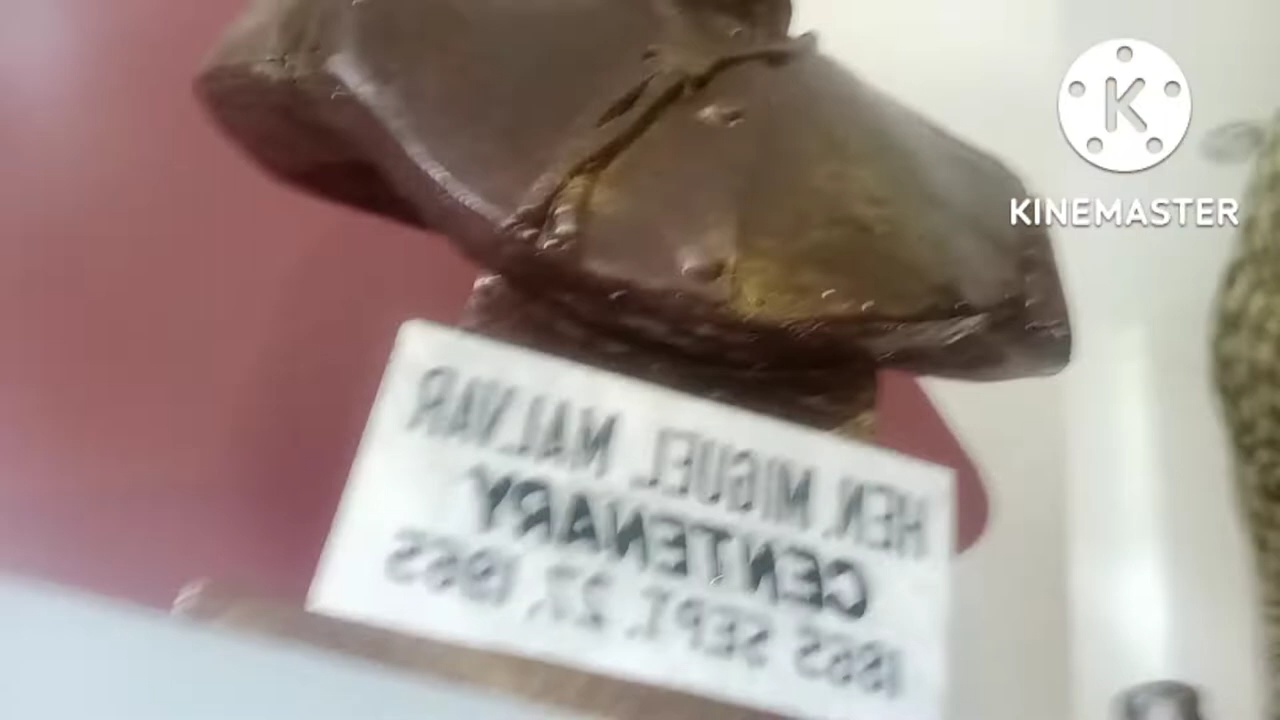 HEN. MIGUEL MALVAR
CENTENARY
1865 SEPT. 27, 1965
K
KINEMASTER